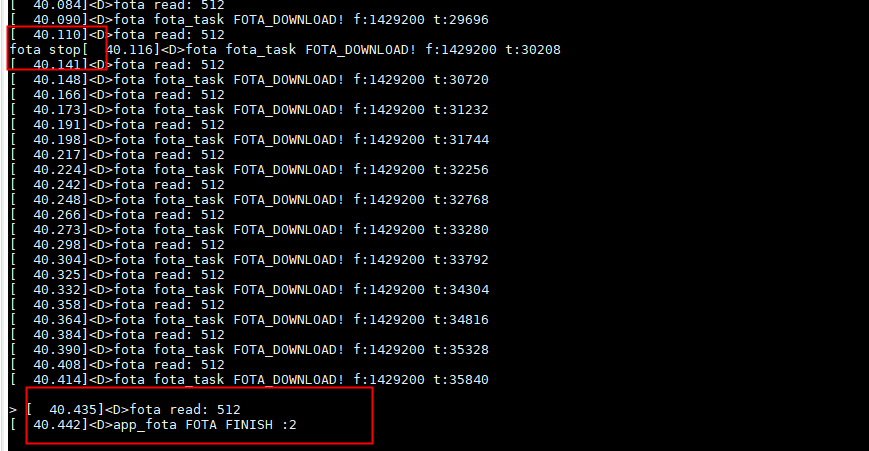 [  40.084]<D>fota read: 512
[  40.090]<D>fota fota_task FOTA_DOWNLOAD! f:1429200 t:29696
[  40.110]<D>fota read: 512
fota stop[  40.116]<D>fota fota_task FOTA_DOWNLOAD! f:1429200 t:30208
[  40.141]<D>fota read: 512
[  40.148]<D>fota fota_task FOTA_DOWNLOAD! f:1429200 t:30720
[  40.166]<D>fota read: 512
[  40.173]<D>fota fota_task FOTA_DOWNLOAD! f:1429200 t:31232
[  40.191]<D>fota read: 512
[  40.198]<D>fota fota_task FOTA_DOWNLOAD! f:1429200 t:31744
[  40.217]<D>fota read: 512
[  40.224]<D>fota fota_task FOTA_DOWNLOAD! f:1429200 t:32256
[  40.242]<D>fota read: 512
[  40.248]<D>fota fota_task FOTA_DOWNLOAD! f:1429200 t:32768
[  40.266]<D>fota read: 512
[  40.273]<D>fota fota_task FOTA_DOWNLOAD! f:1429200 t:33280
[  40.298]<D>fota read: 512
[  40.304]<D>fota fota_task FOTA_DOWNLOAD! f:1429200 t:33792
[  40.325]<D>fota read: 512
[  40.332]<D>fota fota_task FOTA_DOWNLOAD! f:1429200 t:34304
[  40.358]<D>fota read: 512
[  40.364]<D>fota fota_task FOTA_DOWNLOAD! f:1429200 t:34816
[  40.384]<D>fota read: 512
[  40.390]<D>fota fota_task FOTA_DOWNLOAD! f:1429200 t:35328
[  40.408]<D>fota read: 512
[  40.414]<D>fota fota_task FOTA_DOWNLOAD! f:1429200 t:35840
> [  40.435]<D>fota read: 512
[  40.442]<D>app_fota FOTA FINISH :2